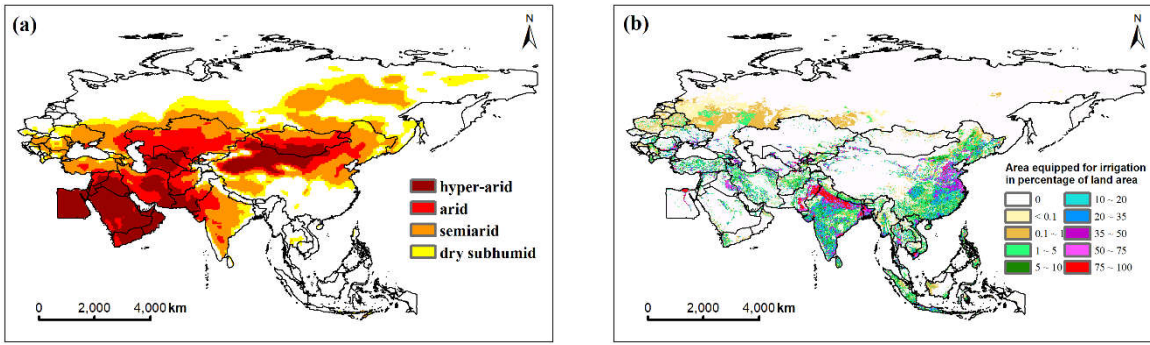 (a)
N
hyper-arid
arid
semiarid
dry subhumid
0 2,000 4,000 km
(b)
N
Area equipped for irrigation
in percentage of land area
0 10 ~ 20
< 0.1 20 ~ 35
0.1 ~ 1 35 ~ 50
1 ~ 5 50 ~ 75
5 ~ 10 75 ~ 100
0 2,000 4,000 km